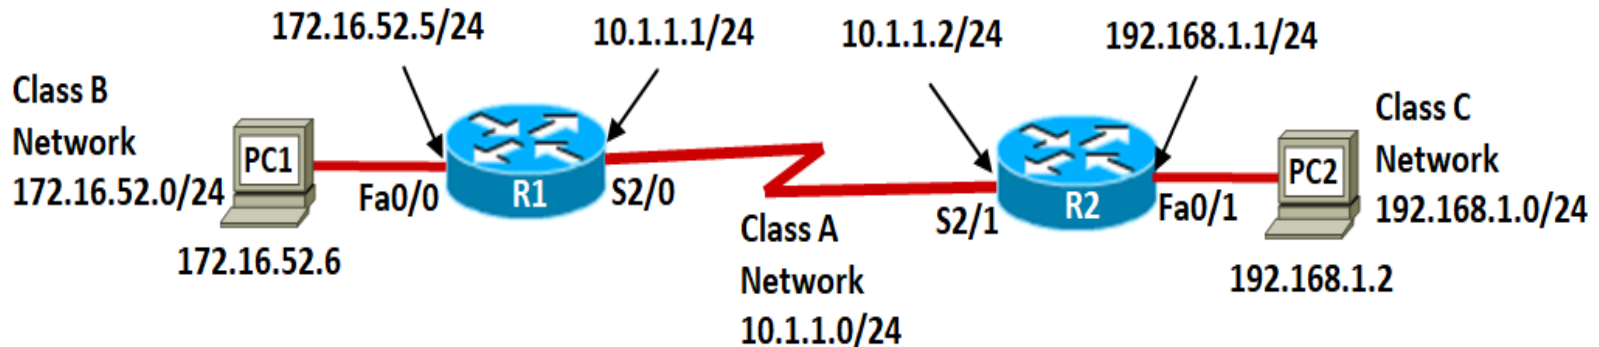 172.16.52.5/24
10.1.1.1/24
10.1.1.2/24
192.168.1.1/24
Class B
Network
172.16.52.0/24
PC1
172.16.52.6
Fa0/0
R1
S2/0
Class A
Network
10.1.1.0/24
S2/1
R2
Fa0/1
PC2
192.168.1.2
Class C
Network
192.168.1.0/24